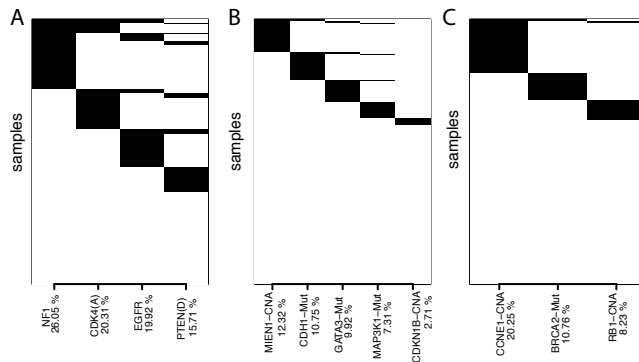 A
B
C
samples
samples
samples
NF1
26.05 %
CDK4(A)
20.31 %
EGFR
19.92 %
PTEN(D)
15.71 %
MIEN1−CNA
12.32 %
CDH1−Mut
10.75 %
GATA3−Mut
9.92 %
MAP3K1−Mut
7.31 %
CDKN1B−CNA
2.71 %
CCNE1−CNA
20.25 %
BRCA2−Mut
10.76 %
RB1−CNA
8.23 %